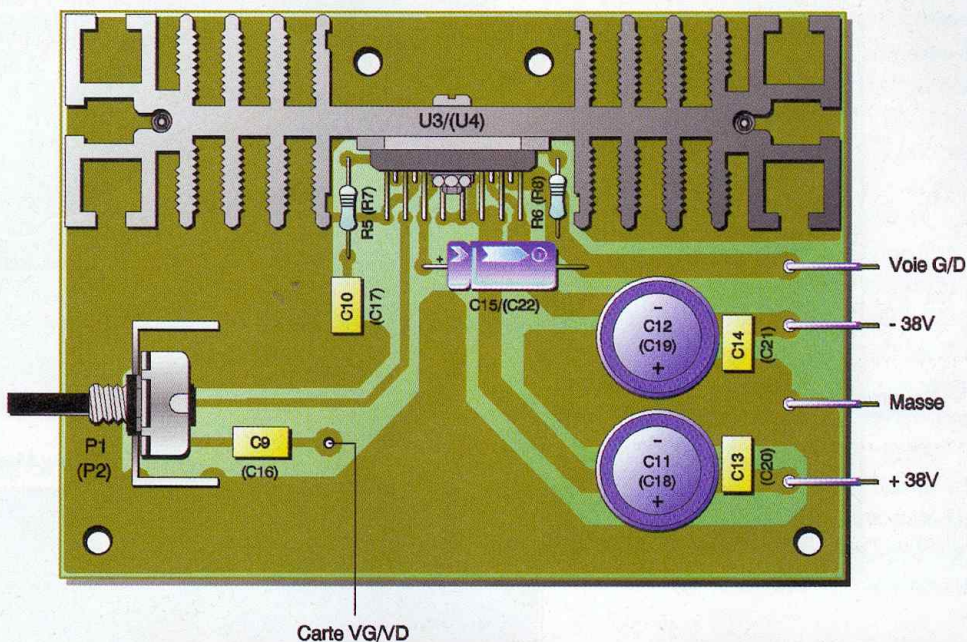 U3/(U4)
R5 (R7)
R6 (R8)
+
C15/(C22)
C10
(C17)
Voie G/D
-
C12
(C19)
+
C14
(C21)
- 38V
Masse
P1
(P2)
C9
(C16)
-
C11
(C18)
+
C13
(C20)
+ 38V
Carte VG/VD